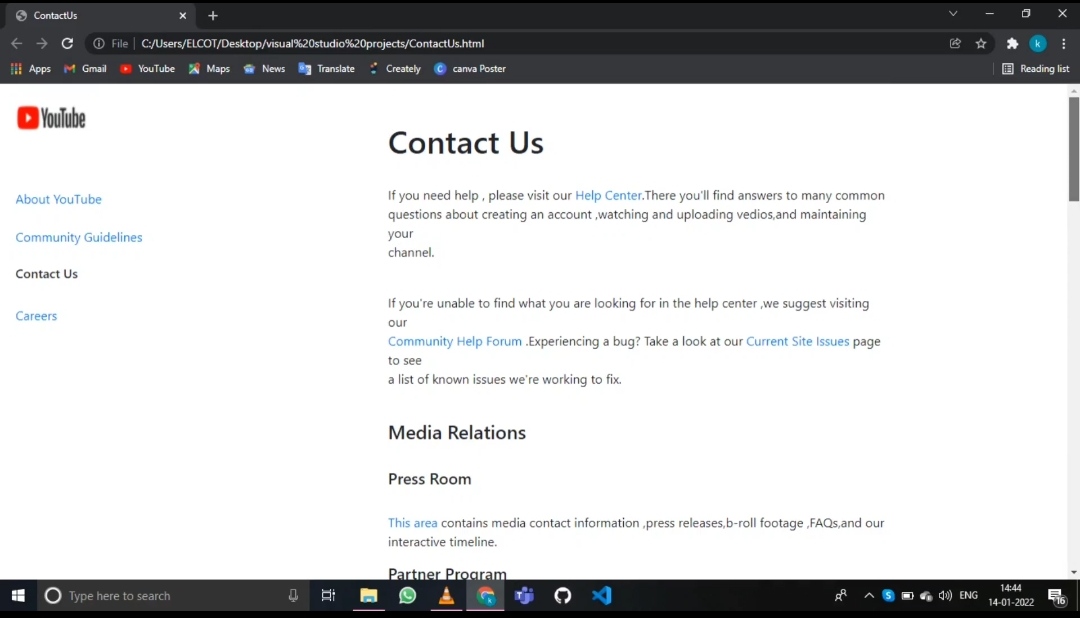 ContactUs
File
C:/Users/ELCOT/Desktop/visual%20studio%20projects/ContactUs.html
Apps Gmail YouTube Maps News Translate Creately canva Poster Reading list
YouTube
About YouTube
Community Guidelines
Contact Us
Careers
Contact Us
If you need help , please visit our Help Center.There you'll find answers to many common
questions about creating an account ,watching and uploading vedios,and maintaining
your
channel.
If you're unable to find what you are looking for in the help center ,we suggest visiting
our
Community Help Forum .Experiencing a bug? Take a look at our Current Site Issues page
to see
a list of known issues we're working to fix.
Media Relations
Press Room
This area contains media contact information ,press releases,b-roll footage ,FAQs,and our
interactive timeline.
Partner Program
Type here to search
ENG
14:44
14-01-2022
16